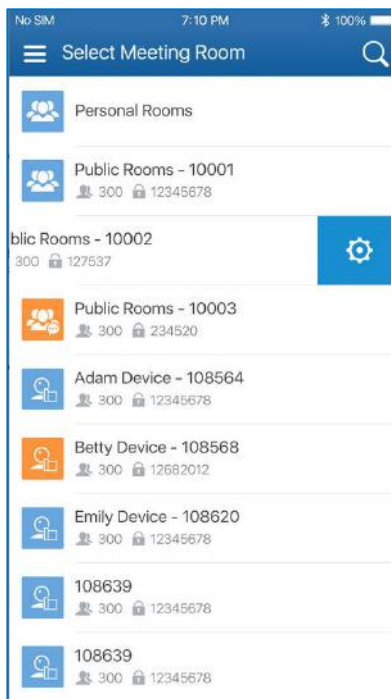 No SIM 7:10 PM 100%
Select Meeting Room
Personal Rooms
Public Rooms - 10001
300 12345678
blic Rooms - 10002
300 127537
Public Rooms - 10003
300 234520
Adam Device - 108564
300 12345678
Betty Device - 108568
300 12682012
Emily Device - 108620
300 12345678
108639
300 12345678
108639
300 12345678